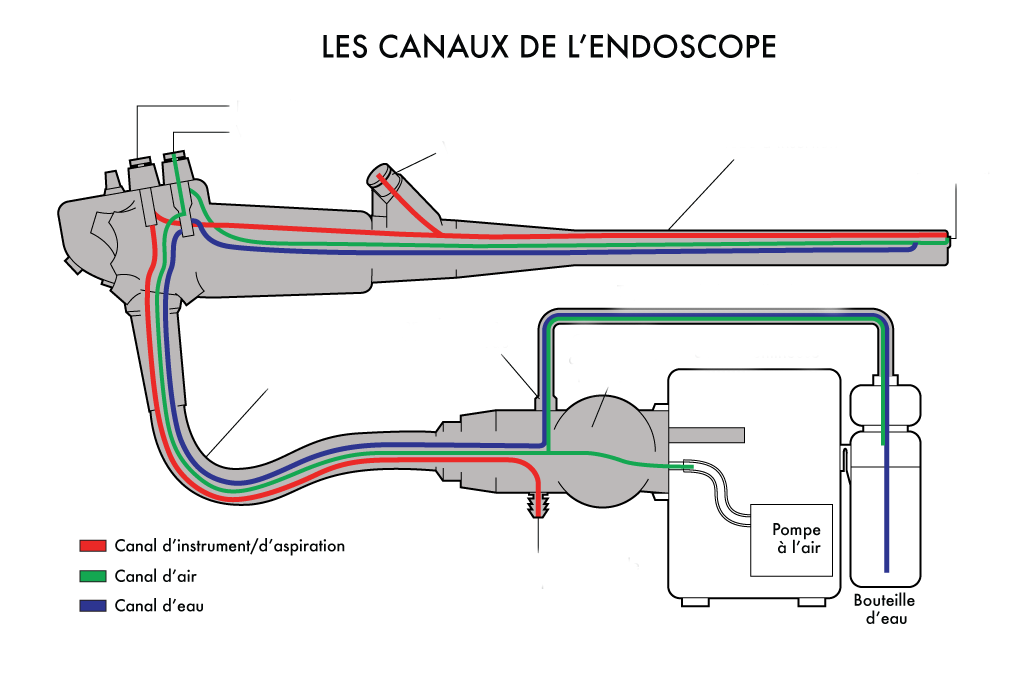 LES CANAUX DE L'ENDOSCOPE
Canal d'instrument/d'aspiration
Canal d'air
Canal d'eau
Pompe
à l'air
Bouteille
d'eau